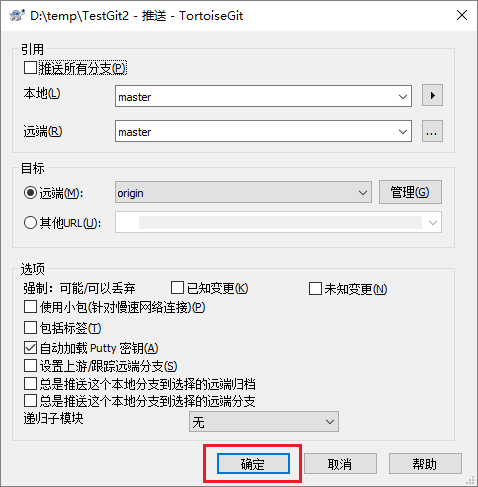 D:\temp\TestGit2 - 推送 - TortoiseGit
引用
推送所有分支(P)
本地(L) master
远端(R) master ...
目标
远端(M): origin 管理(G)
其他URL(U):
选项
强制：可能/可以丢弃 已知变更(K) 未知变更(N)
使用小包(针对慢速网络连接)(P)
包括标签(T)
自动加载 Putty 密钥(A)
设置上游/跟踪远端分支(S)
总是推送这个本地分支到选择的远端归档
总是推送这个本地分支到选择的远端分支
递归子模块 无
确定 取消 帮助